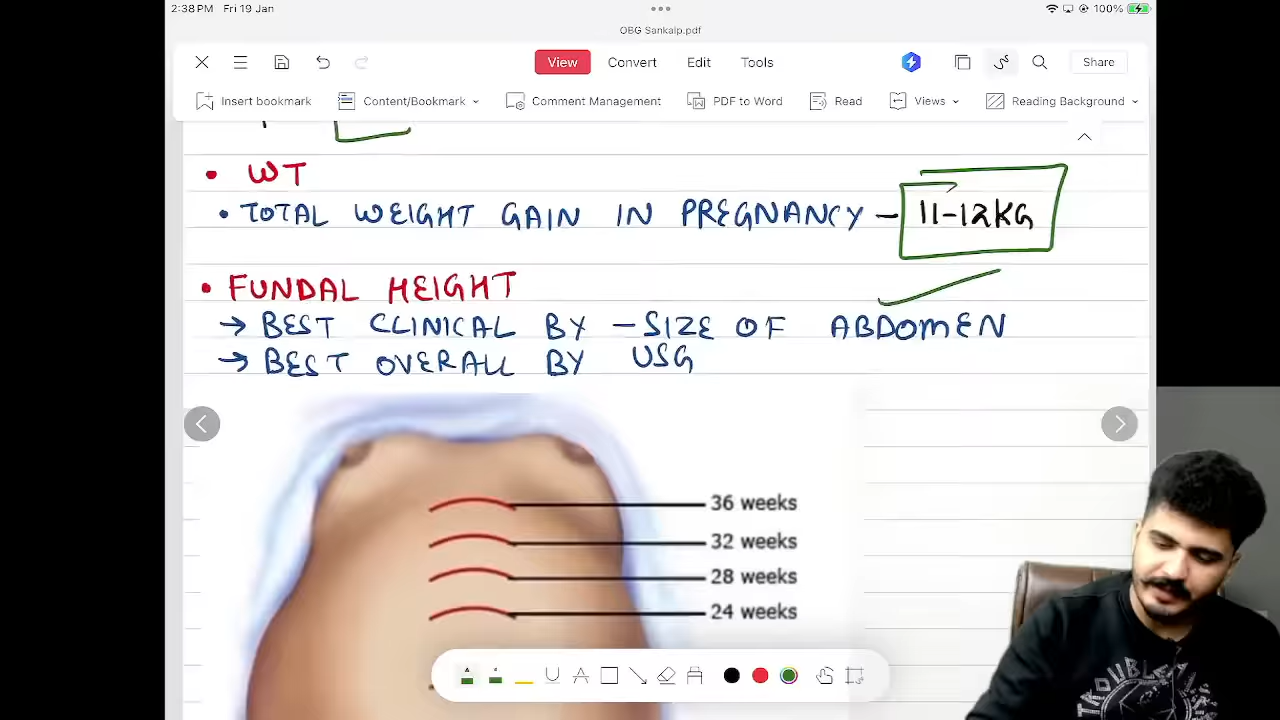 2:38PM Fri 19 Jan
100%
OBG Sankalp.pdf
View Convert Edit Tools
Share
Insert bookmark Content/Bookmark Comment Management PDF to Word Read Views Reading Background
• WT
• TOTAL WEIGHT GAIN IN PREGNANCY – 11-12KG
• FUNDAL HEIGHT
→ BEST CLINICAL BY – SIZE OF ABDOMEN
→ BEST OVERALL BY USG
36 weeks
32 weeks
28 weeks
24 weeks